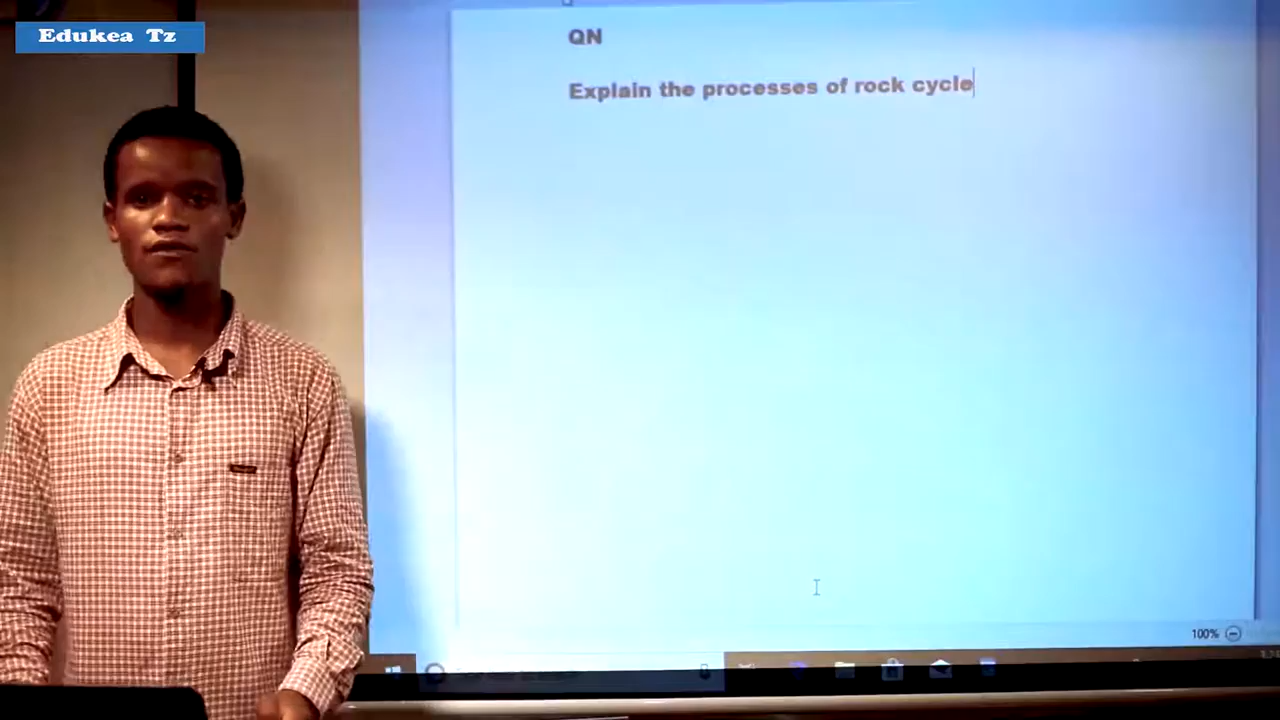 Edukea Tz
QN
Explain the processes of rock cycle
100%